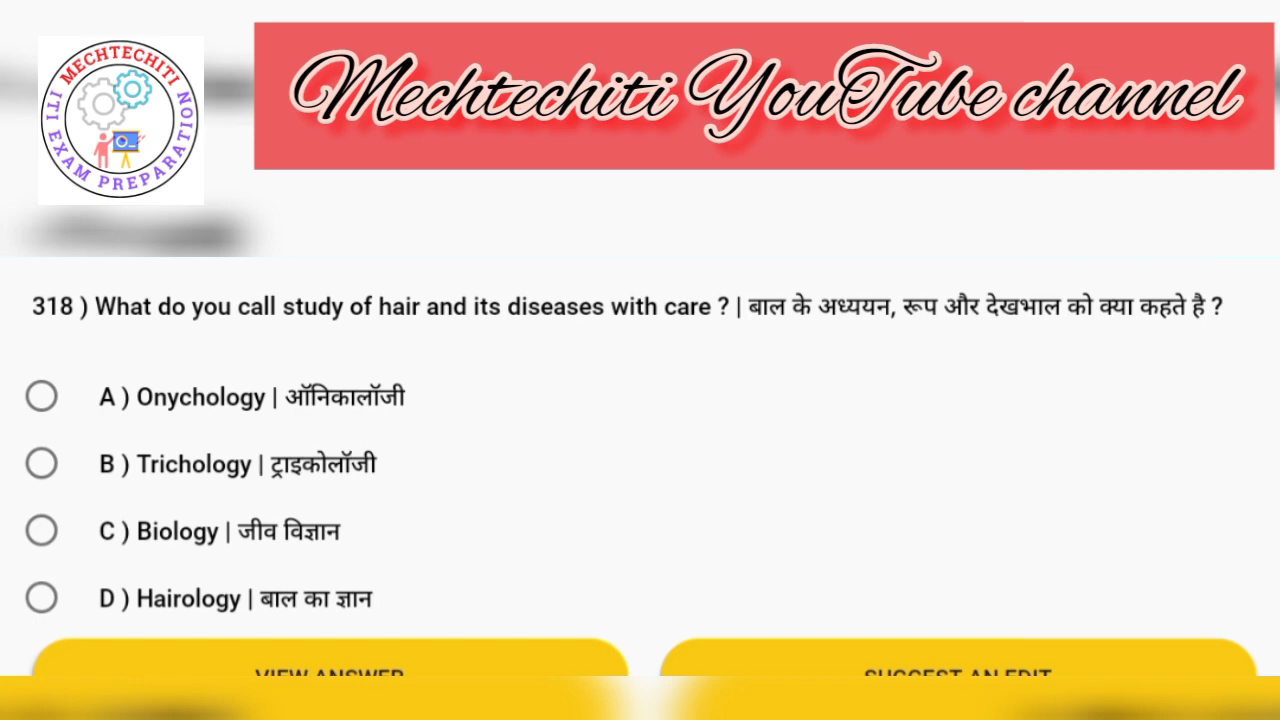 MECHTECHITI
ITI EXAM PREPARATION
Mechtechiti YouTube channel
318 ) What do you call study of hair and its diseases with care ? | बाल के अध्ययन, रूप और देखभाल को क्या कहते है ?
A ) Onychology | ऑनिकालॉजी
B ) Trichology | ट्राइकोलॉजी
C ) Biology | जीव विज्ञान
D ) Hairology | बाल का ज्ञान
VIEW ANSWER
SUGGEST AN EDIT